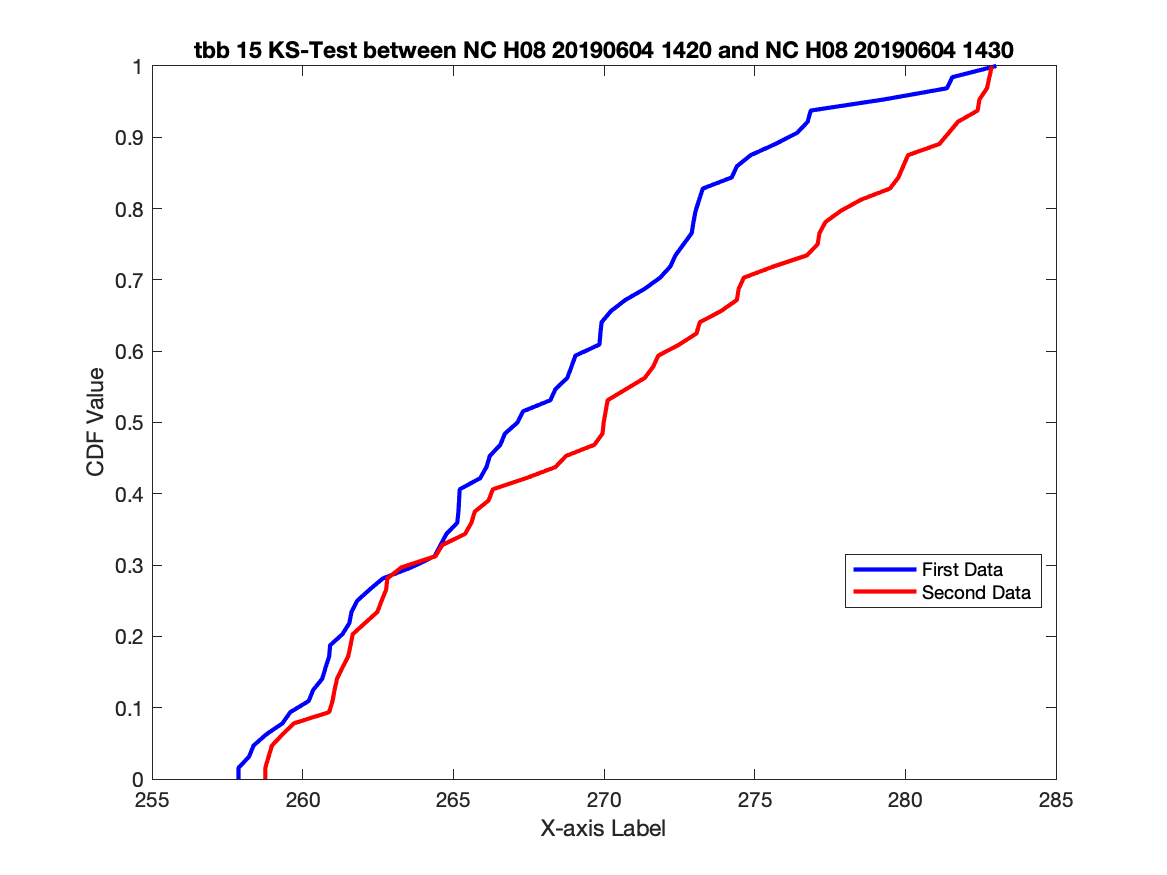 tbb 15 KS-Test between NC H08 20190604 1420 and NC H08 20190604 1430
1
0.9
0.8
0.7
0.6
0.5
0.4
0.3
0.2
0.1
0
CDF Value
First Data
Second Data
255 260 265 270 275 280 285
X-axis Label